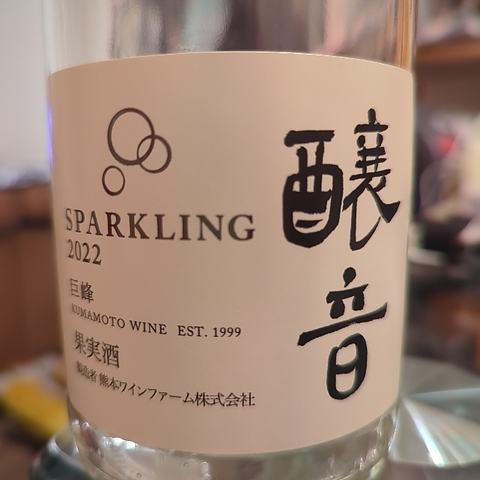 醸音
SPARKLING
2022
巨峰
KUMAMOTO WINE EST. 1999
果実酒
製造者 熊本ワインファーム株式会社